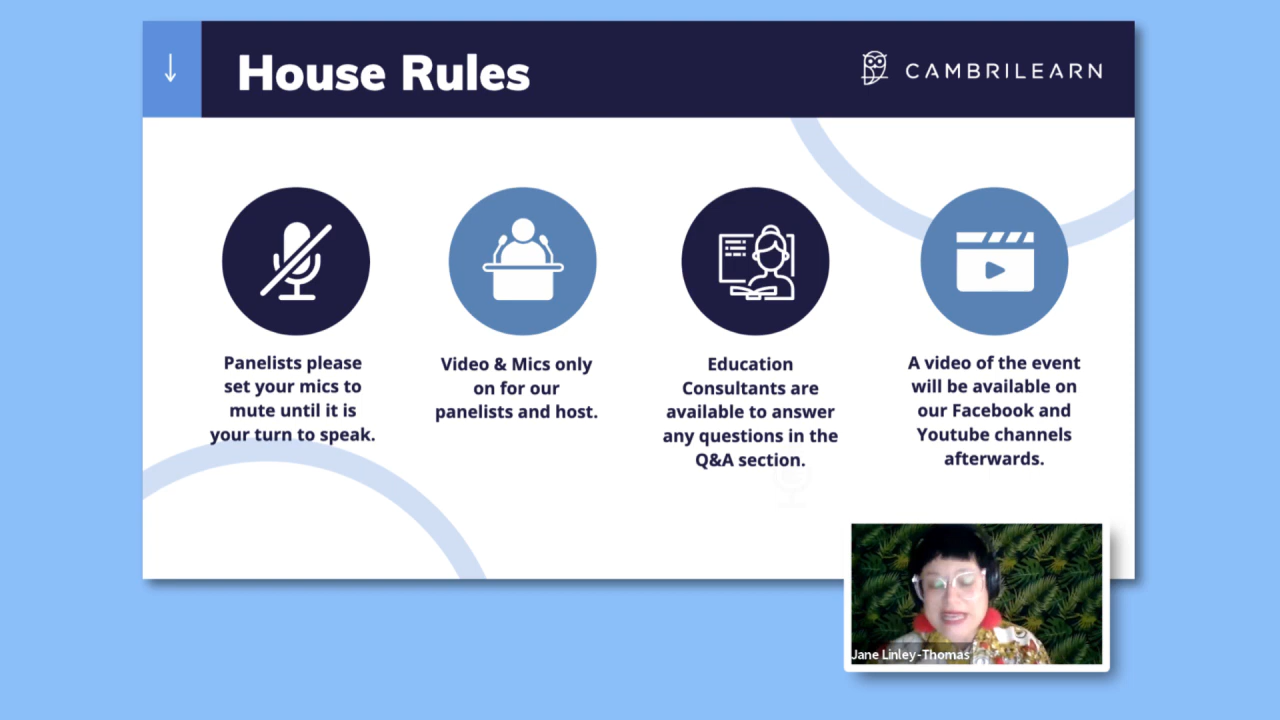 House Rules
CAMBRILEARN
Panelists please
set your mics to
mute until it is
your turn to speak.
Video & Mics only
on for our
panelists and host.
Education
Consultants are
available to answer
any questions in the
Q&A section.
A video of the event
will be available on
our Facebook and
Youtube channels
afterwards.
Jane Linley-Thomas